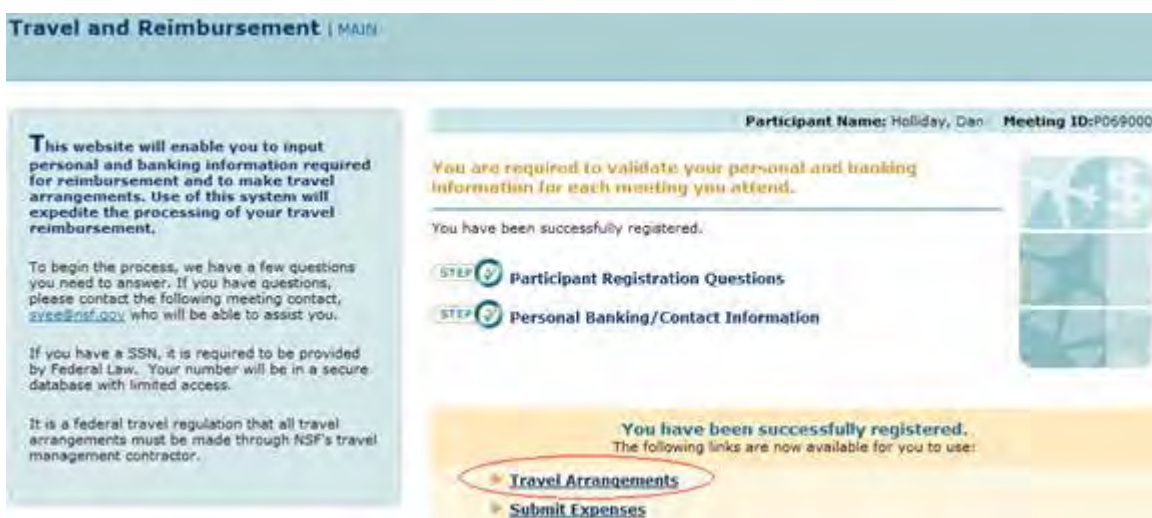 Travel and Reimbursement | MAIN
This website will enable you to input
personal and banking information required
for reimbursement and to make travel
arrangements. Use of this system will
expedite the processing of your travel
reimbursement.
To begin the process, we have a few questions
you need to answer. If you have questions,
please contact the following meeting contact,
syee@nsf.gov who will be able to assist you.
If you have a SSN, it is required to be provided
by Federal Law. Your number will be in a secure
database with limited access.
It is a federal travel regulation that all travel
arrangements must be made through NSF's travel
management contractor.
Participant Name: Holliday, Dan Meeting ID:P069000
You are required to validate your personal and banking
information for each meeting you attend.
You have been successfully registered.
STEP Participant Registration Questions
STEP Personal Banking/Contact Information
You have been successfully registered.
The following links are now available for you to use:
Travel Arrangements
Submit Expenses